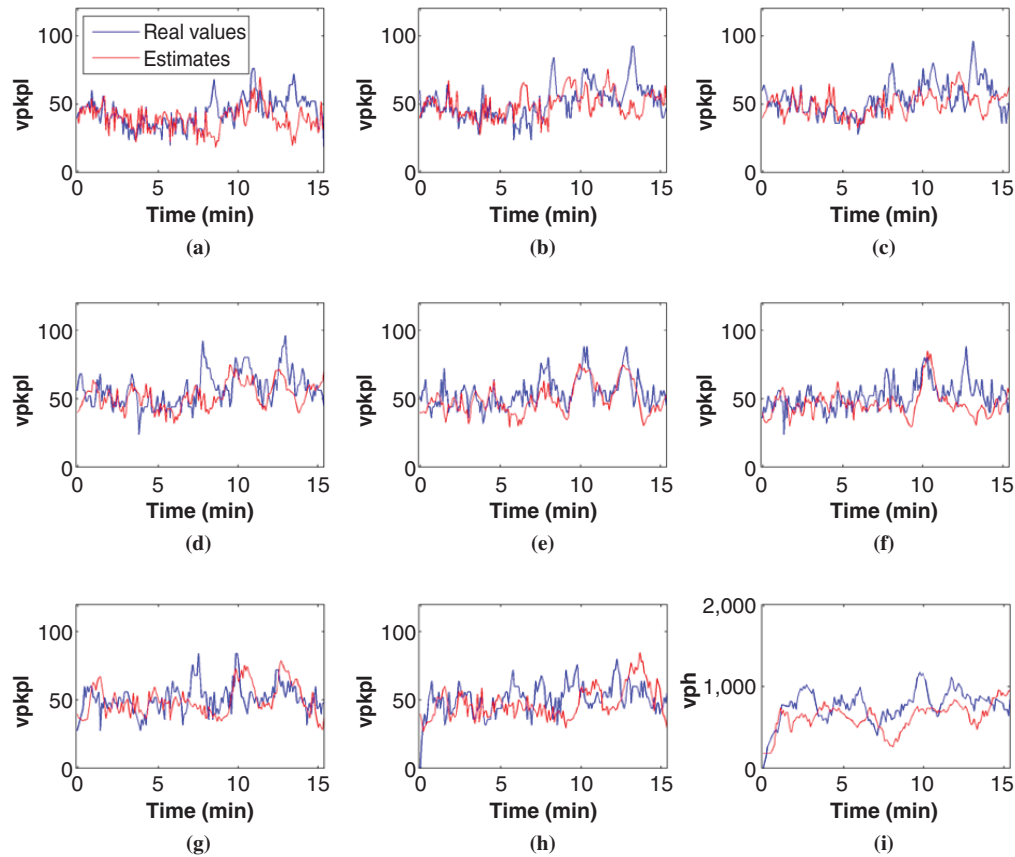 Real values
Estimates
100
50
0
vpkpl
0 5 10 15
Time (min)
(a)
100
50
0
vpkpl
0 5 10 15
Time (min)
(b)
100
50
0
vpkpl
0 5 10 15
Time (min)
(c)
100
50
0
vpkpl
0 5 10 15
Time (min)
(d)
100
50
0
vpkpl
0 5 10 15
Time (min)
(e)
100
50
0
vpkpl
0 5 10 15
Time (min)
(f)
100
50
0
vpkpl
0 5 10 15
Time (min)
(g)
100
50
0
vpkpl
0 5 10 15
Time (min)
(h)
2,000
1,000
0
vph
0 5 10 15
Time (min)
(i)